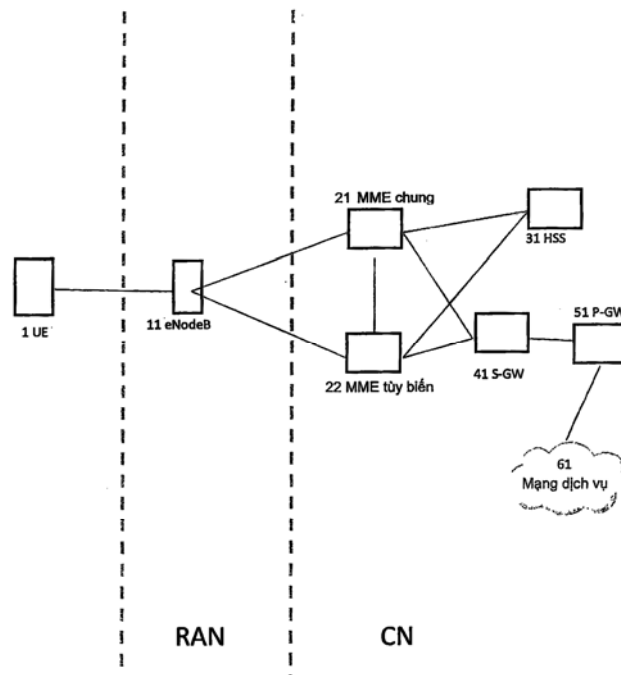 21 MME chung
31 HSS
1 UE
11 eNodeB
51 P-GW
22 MME tùy biến
41 S-GW
61
Mạng dịch vụ
RAN
CN